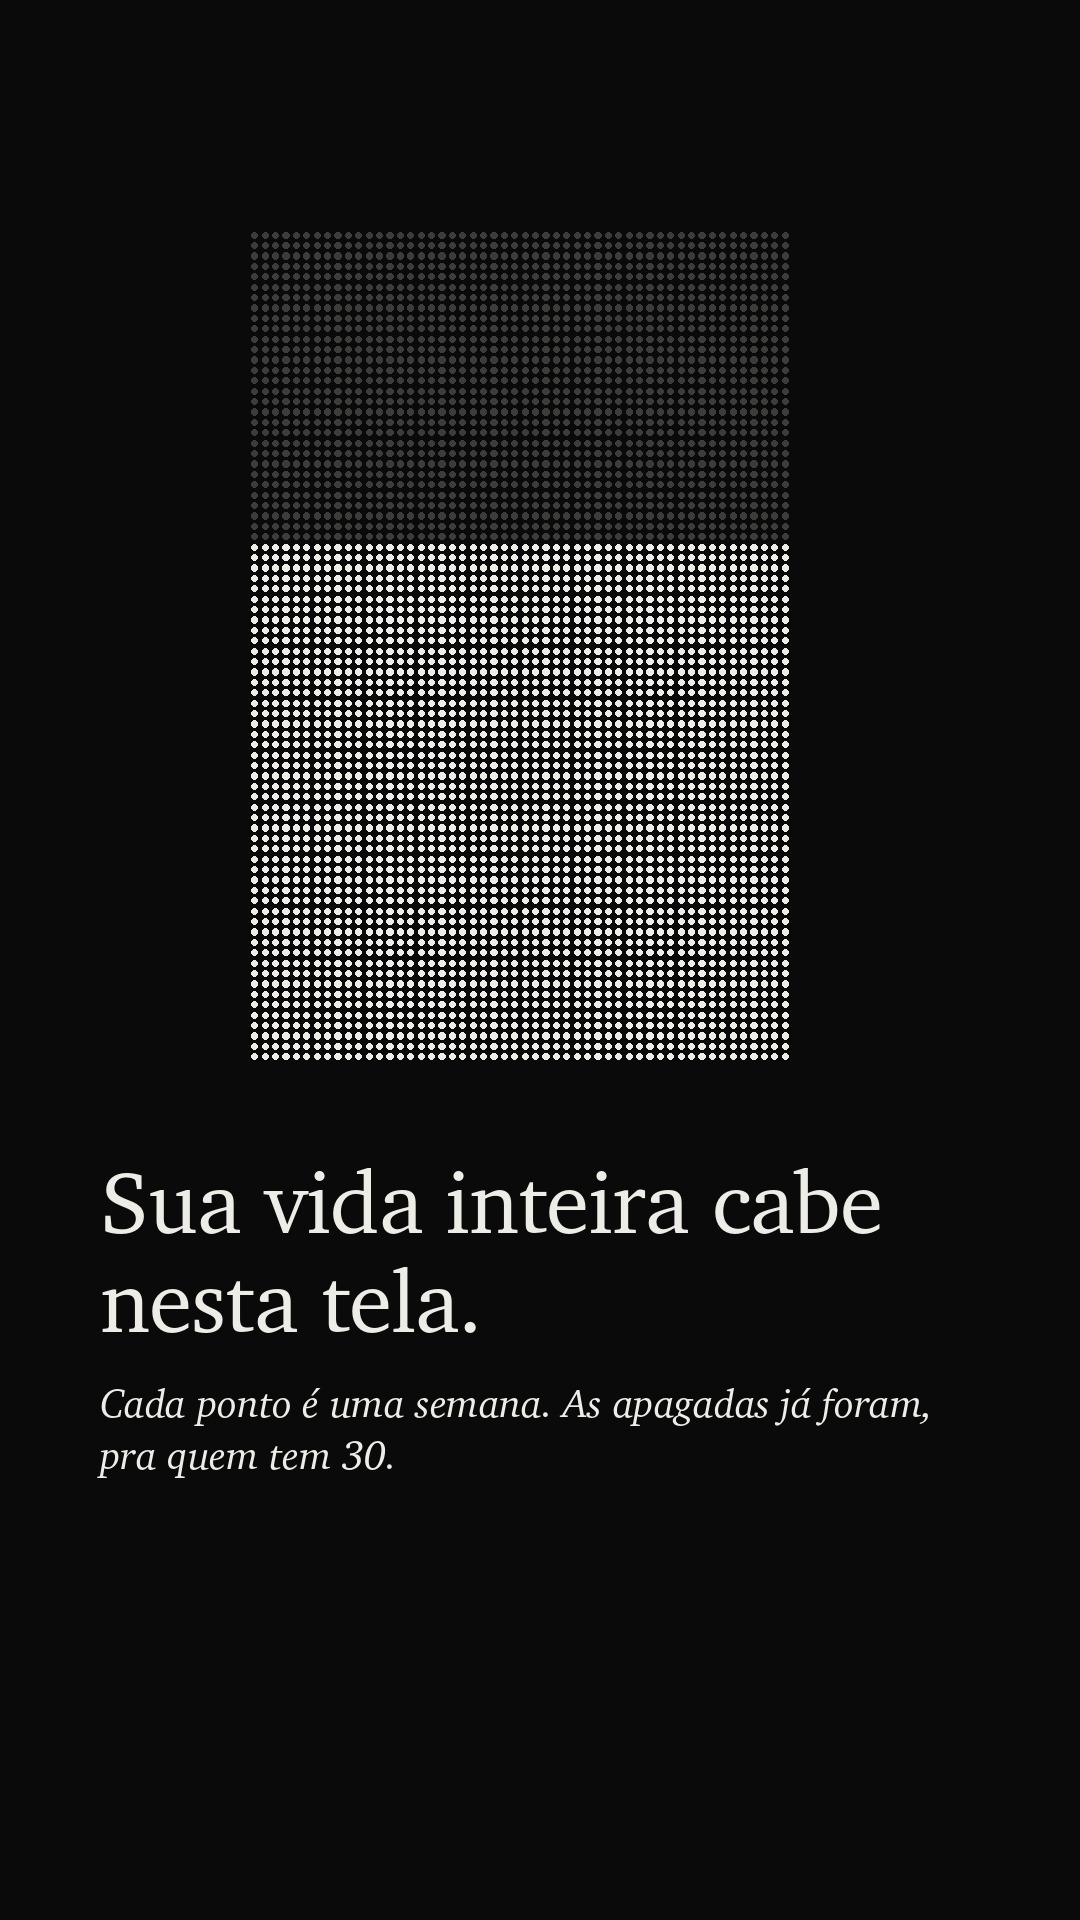 Sua vida inteira cabe
nesta tela.
Cada ponto é uma semana. As apagadas já foram,
pra quem tem 30.